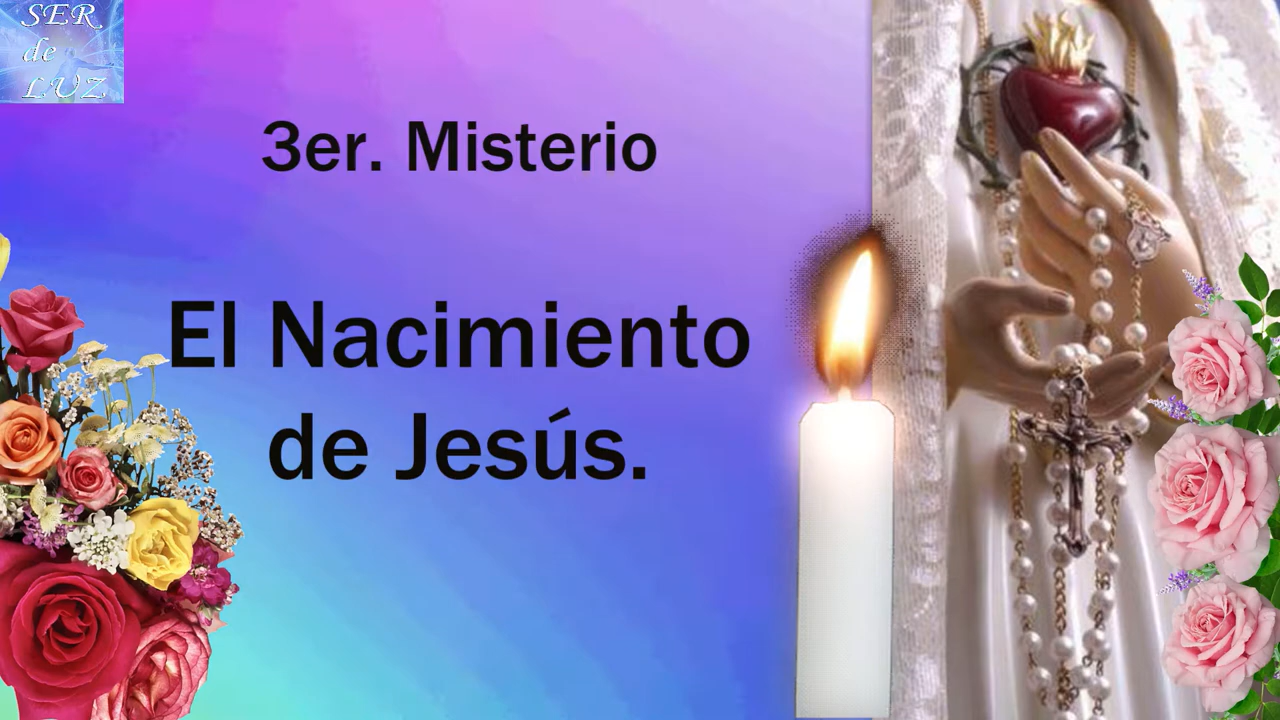 SER
de
LUZ
3er. Misterio
El Nacimiento
de Jesús.